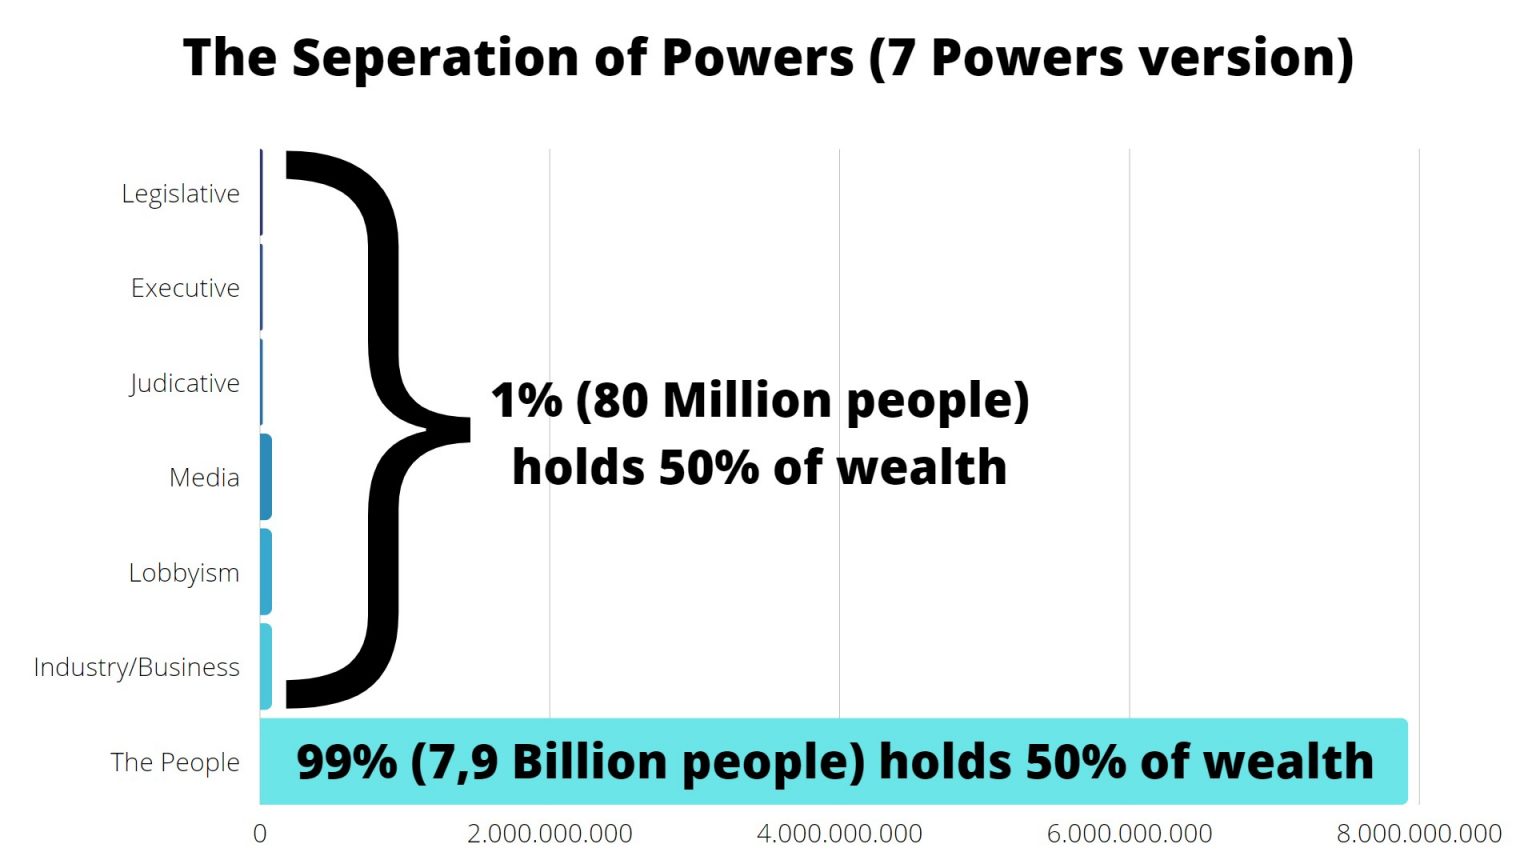 The Seperation of Powers (7 Powers version)
Legislative
Executive
Judicative
Media
Lobbyism
Industry/Business
The People
1% (80 Million people)
holds 50% of wealth
99% (7,9 Billion people) holds 50% of wealth
0
2.000.000.000
4.000.000.000
6.000.000.000
8.000.000.000